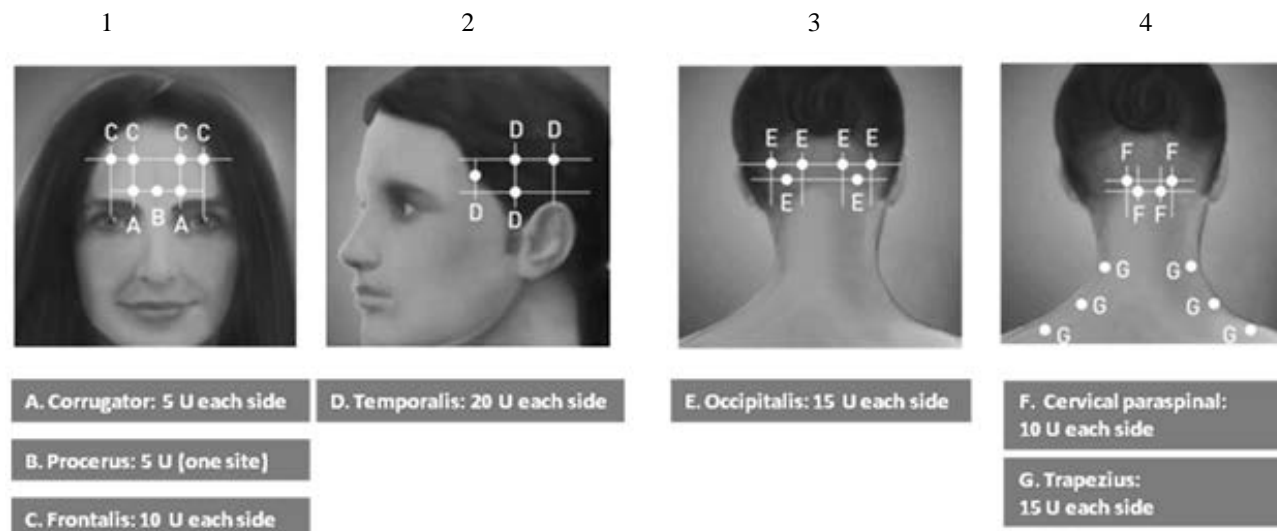 1 2 3 4
C C C C
A B A
D D
D D
E E E E
E E
F F
F F
G G
G G
G G
A. Corrugator: 5 U each side
B. Procerus: 5 U (one site)
C. Frontalis: 10 U each side
D. Temporalis: 20 U each side
E. Occipitalis: 15 U each side
F. Cervical paraspinal:
10 U each side
G. Trapezius:
15 U each side